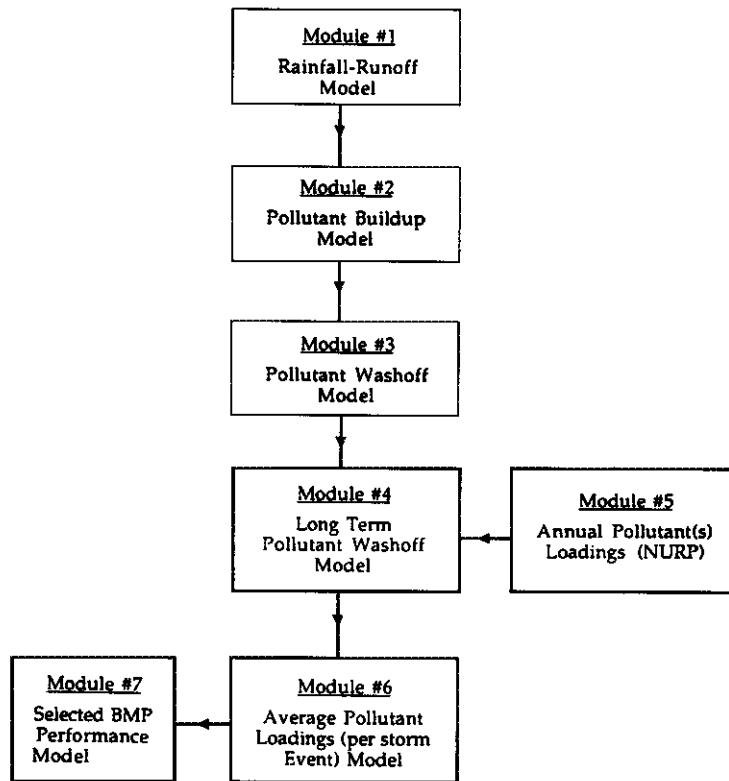 Module #1
Rainfall-Runoff
Model
Module #2
Pollutant Buildup
Model
Module #3
Pollutant Washoff
Model
Module #4
Long Term
Pollutant Washoff
Model
Module #5
Annual Pollutant(s)
Loadings (NURP)
Module #7
Selected BMP
Performance
Model
Module #6
Average Pollutant
Loadings (per storm
Event) Model